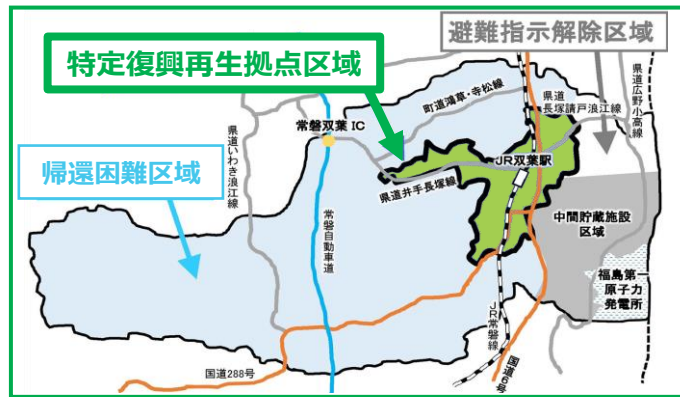 避難指示解除区域
特定復興再生拠点区域
県道広野小高線
県道
長塚請戸浪江線
町道鴻草・寺松線
常磐双葉 IC
県道いわき浪江線
JR双葉駅
帰還困難区域
県道井手長塚線
中間貯蔵施設
区域
常磐自動車道
福島第一
原子力
発電所
JR常磐線
国道6号
国道288号